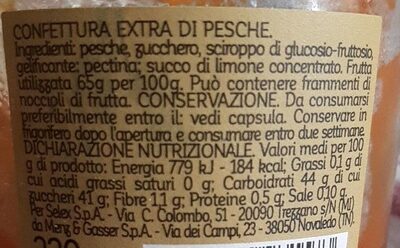 CONFETTURA EXTRA DI PESCHE.
Ingredienti: pesche, zucchero, sciroppo di glucosio-fruttosio,
gelificante: pectina; succo di limone concentrato. Frutta
utilizzata 65g per 100g. Può contenere frammenti di
noccioli di frutta. CONSERVAZIONE. Da consumarsi
preferibilmente entro il: vedi capsula. Conservare in
frigorifero dopo l'apertura e consumare entro due settimane.
DICHIARAZIONE NUTRIZIONALE. Valori medi per 100
g di prodotto: Energia 779 kJ - 184 kcal; Grassi 0,1 g di
cui acidi grassi saturi 0 g; Carboidrati 44 g di cui
zuccheri 41 g; Fibre 1,1 g; Proteine 0,5 g; Sale 0,10 g.
Per Selex S.p.A. - Via C. Colombo, 51 - 20090 Trezzano s/N (MI)
da Menz & Gasser S.p.A. - Via dei Campi, 23 - 38050 Novaledo (TN).